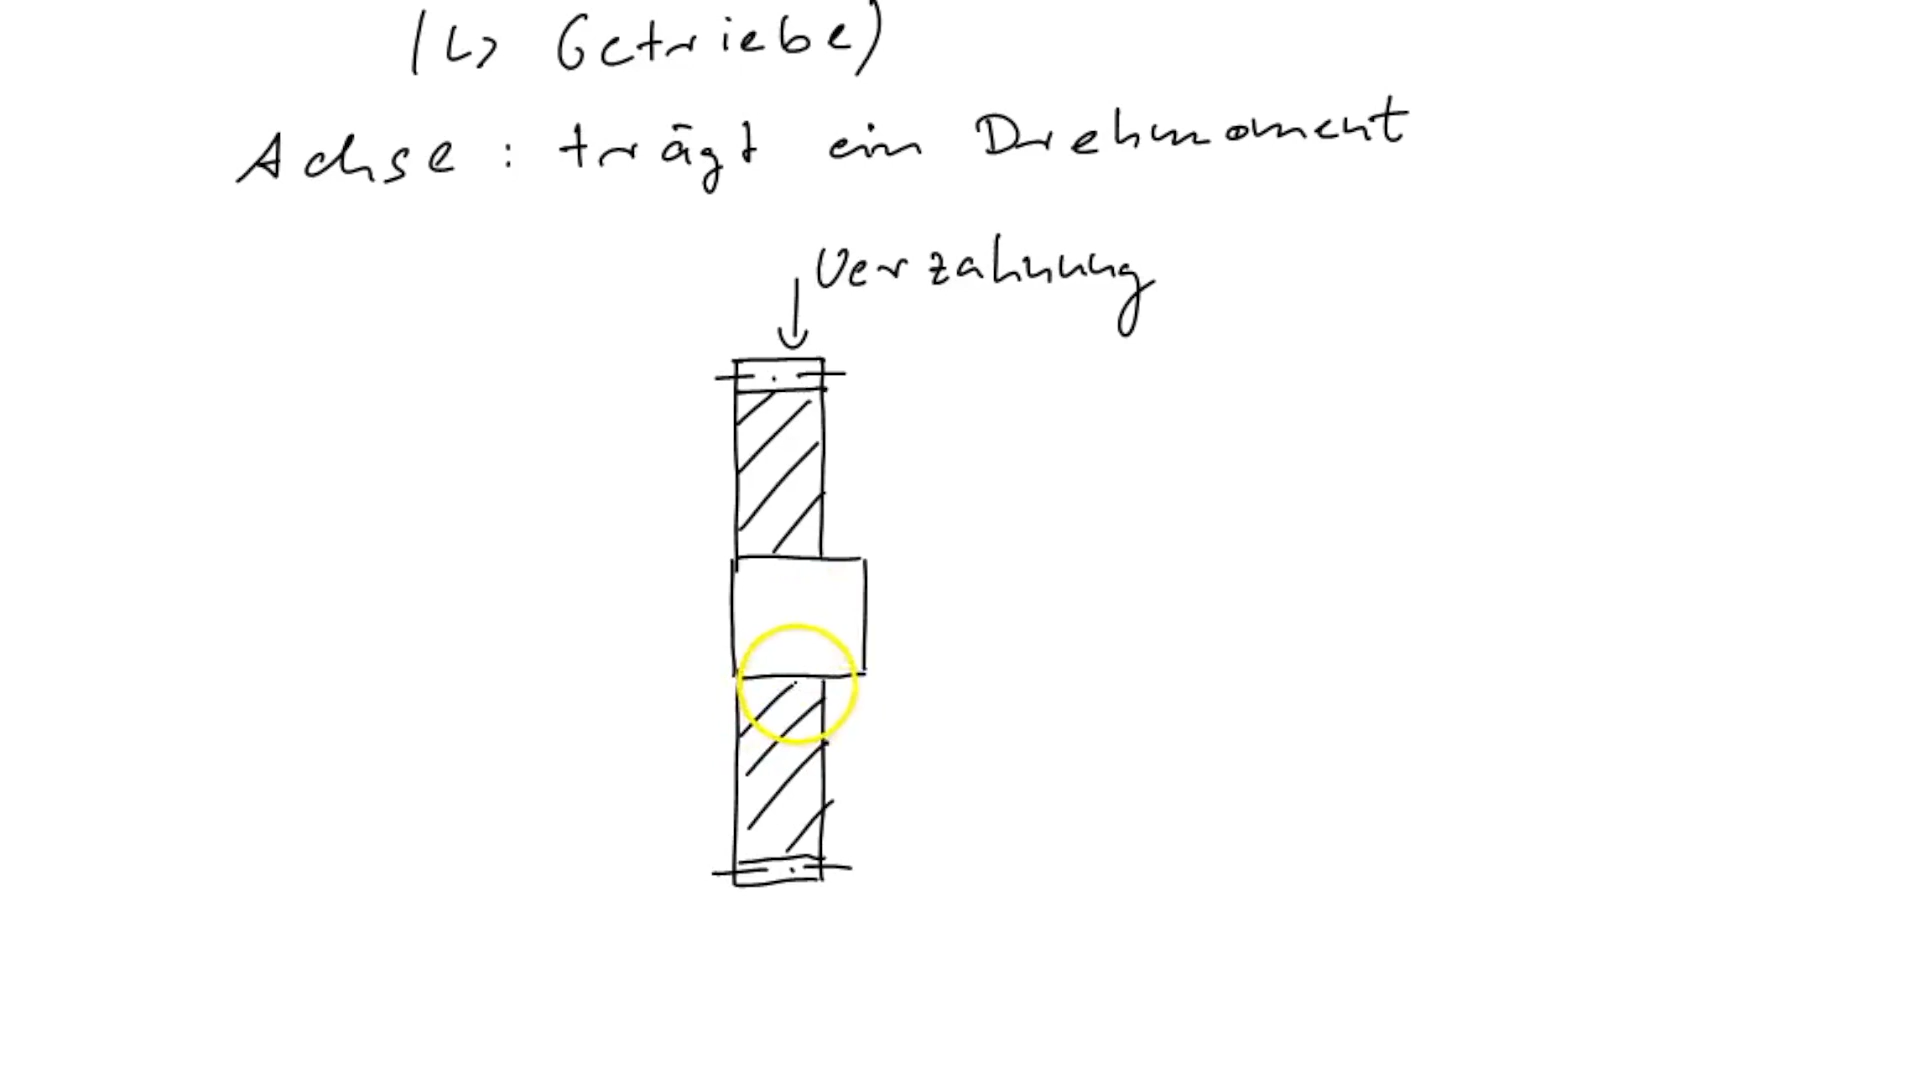 (↳ Getriebe)
Achse : trägt ein Drehmoment
Verzahnung